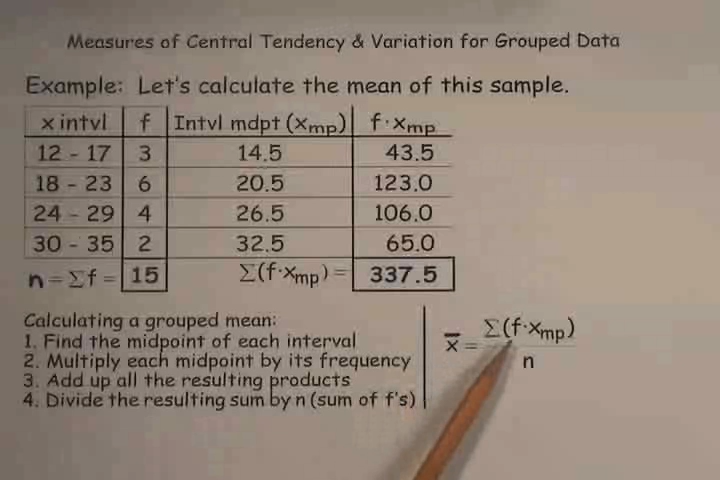 Measures of Central Tendency & Variation for Grouped Data
Example: Let's calculate the mean of this sample.
x intvl f Intvl mdpt (xmp) f·xmp
12 - 17 3 14.5 43.5
18 - 23 6 20.5 123.0
24 - 29 4 26.5 106.0
30 - 35 2 32.5 65.0
n = Σf = 15 Σ(f·xmp) = 337.5
Calculating a grouped mean:
1. Find the midpoint of each interval
2. Multiply each midpoint by its frequency
3. Add up all the resulting products
4. Divide the resulting sum by n (sum of f's)
x̄ = Σ(f·xmp)
n